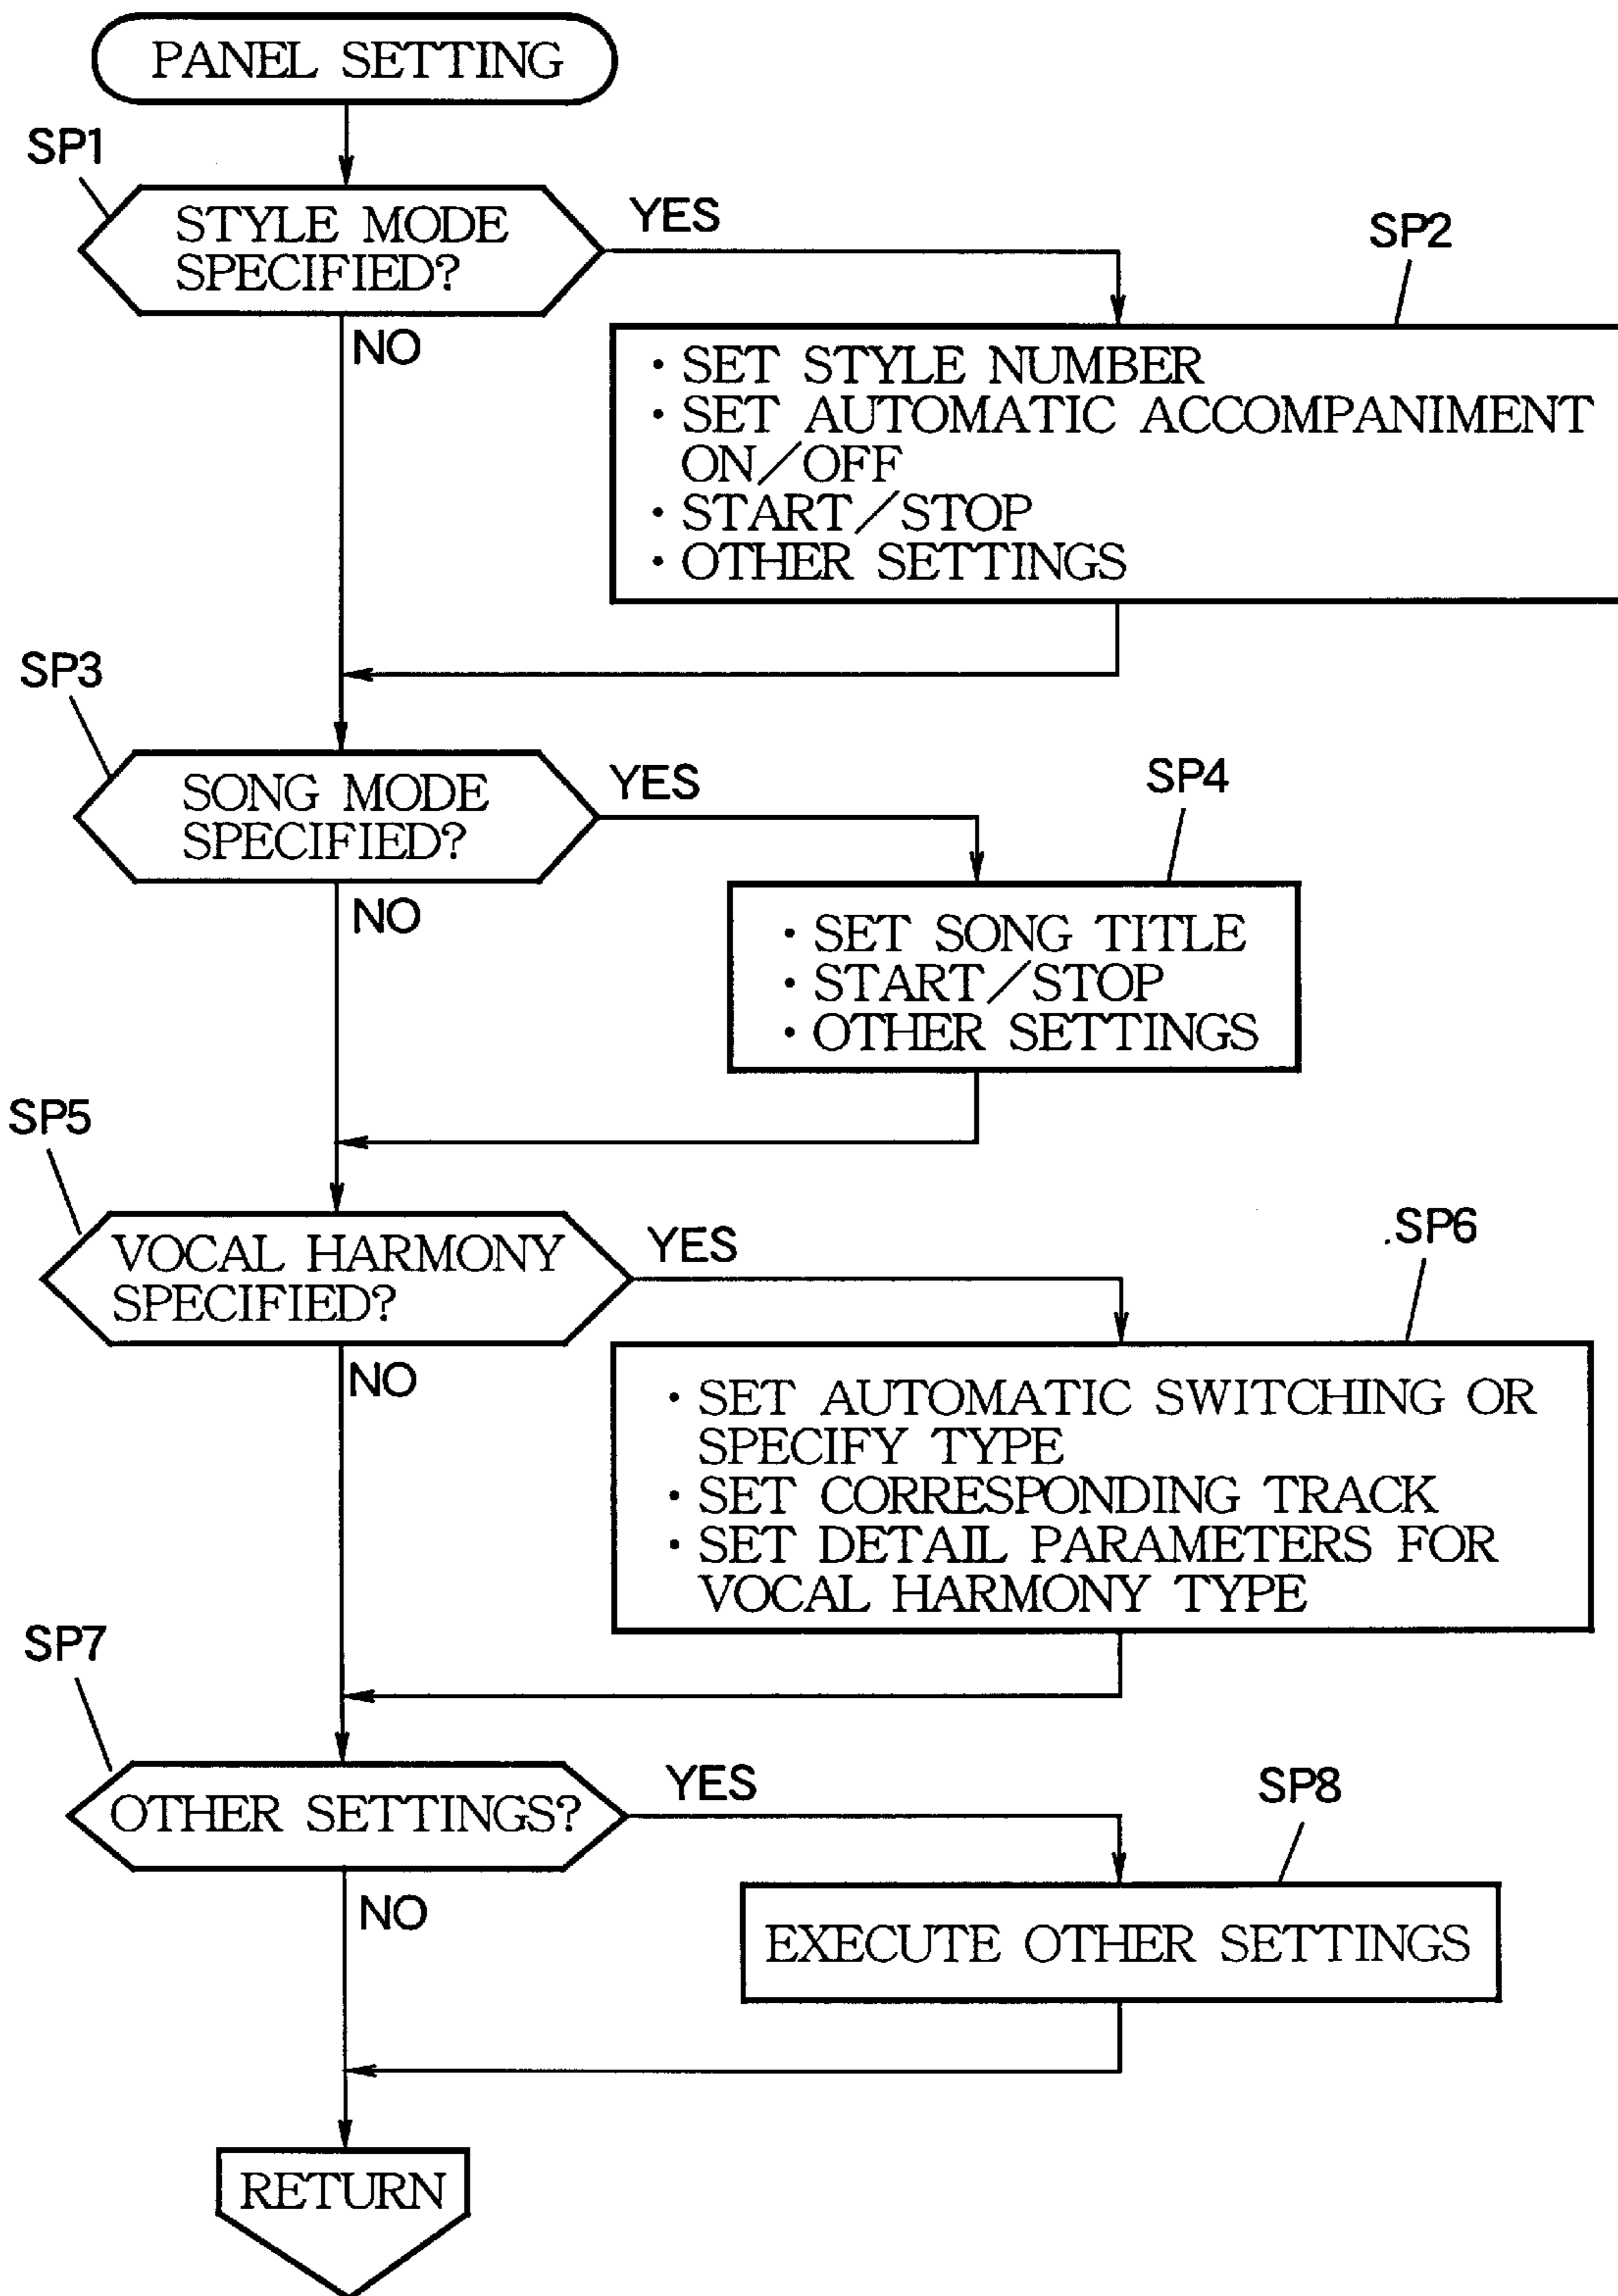 PANEL SETTING
SP1
STYLE MODE
SPECIFIED?
YES
NO
SP2
・SET STYLE NUMBER
・SET AUTOMATIC ACCOMPANIMENT
ON/OFF
・START/STOP
・OTHER SETTINGS
SP3
SONG MODE
SPECIFIED?
YES
NO
SP4
・SET SONG TITLE
・START/STOP
・OTHER SETTINGS
SP5
VOCAL HARMONY
SPECIFIED?
YES
NO
SP6
・SET AUTOMATIC SWITCHING OR
SPECIFY TYPE
・SET CORRESPONDING TRACK
・SET DETAIL PARAMETERS FOR
VOCAL HARMONY TYPE
SP7
OTHER SETTINGS?
YES
NO
SP8
EXECUTE OTHER SETTINGS
RETURN